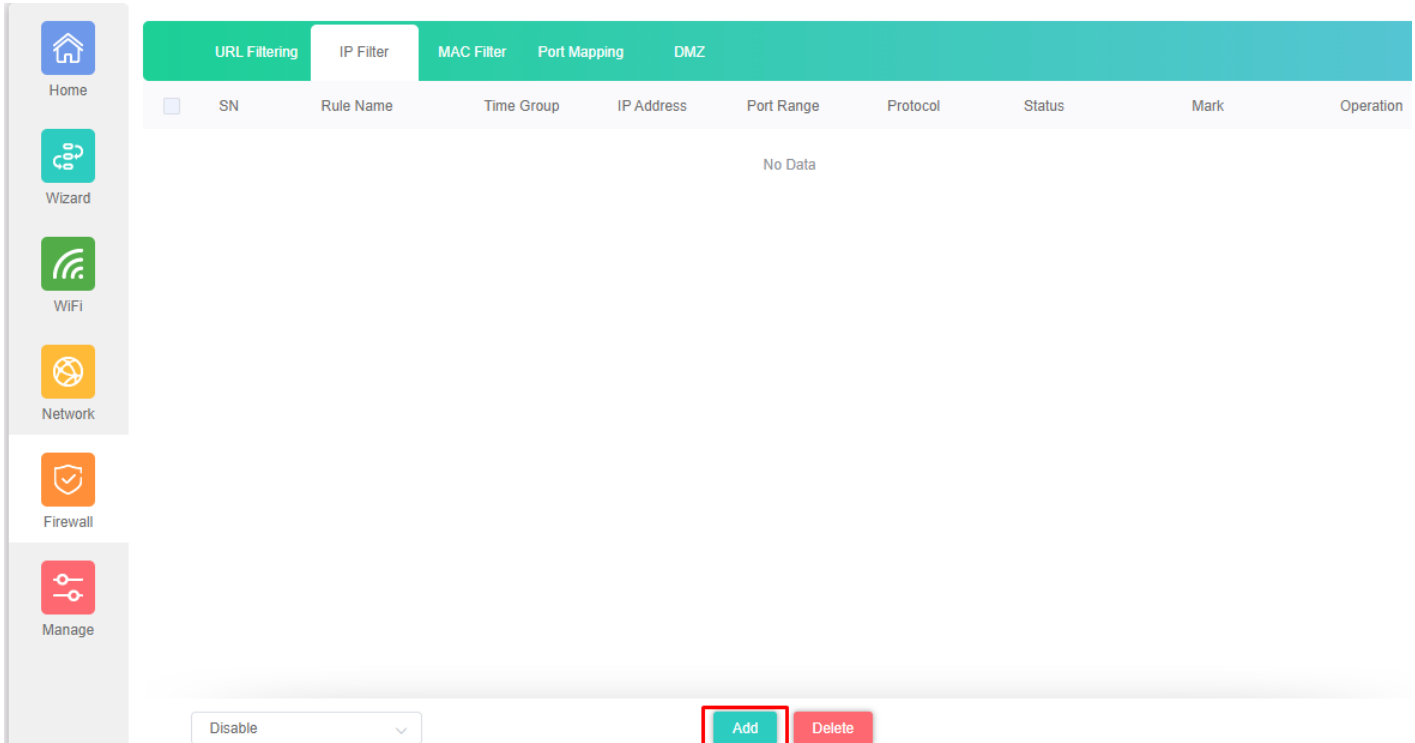 URL Filtering IP Filter MAC Filter Port Mapping DMZ
SN Rule Name Time Group IP Address Port Range Protocol Status Mark Operation
No Data
Home
Wizard
WiFi
Network
Firewall
Manage
Disable Add Delete